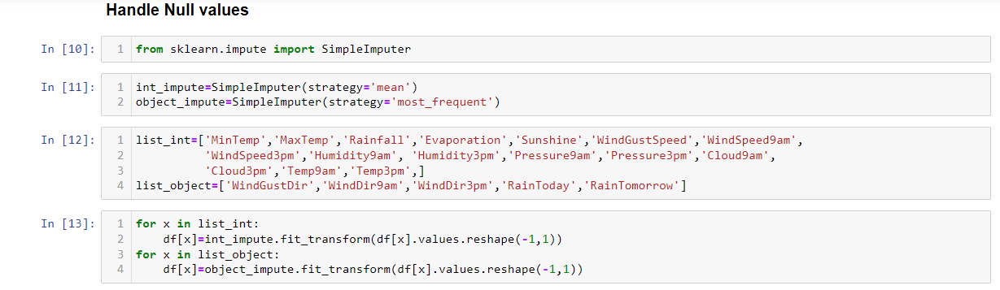 Handle Null values
In [10]: 1 from sklearn.impute import SimpleImputer
In [11]: 1 int_impute=SimpleImputer(strategy='mean')
2 object_impute=SimpleImputer(strategy='most_frequent')
In [12]: 1 list_int=['MinTemp','MaxTemp','Rainfall','Evaporation','Sunshine','WindGustSpeed','WindSpeed9am',
2           'WindSpeed3pm','Humidity9am', 'Humidity3pm','Pressure9am','Pressure3pm','Cloud9am',
3           'Cloud3pm','Temp9am','Temp3pm',]
4 list_object=['WindGustDir','WindDir9am','WindDir3pm','RainToday','RainTomorrow']
In [13]: 1 for x in list_int:
2     df[x]=int_impute.fit_transform(df[x].values.reshape(-1,1))
3 for x in list_object:
4     df[x]=object_impute.fit_transform(df[x].values.reshape(-1,1))